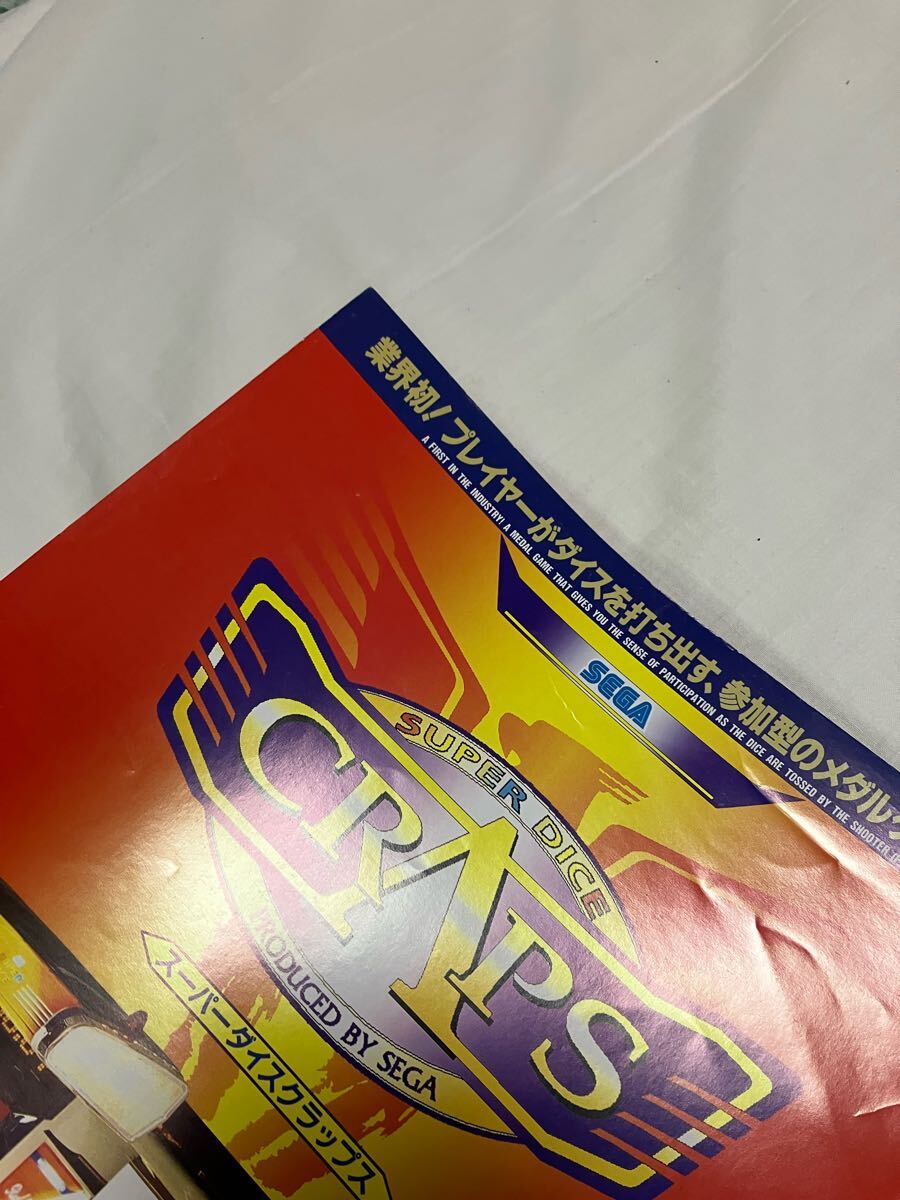 業界初！プレイヤーがダイスを打ち出す、参加型のメダル
A FIRST IN THE INDUSTRY! A MEDAL GAME THAT GIVES YOU THE SENSE OF PARTICIPATION AS THE DICE ARE TOSSED BY THE SHOOTER
SEGA
SUPER DICE
CRAPS
PRODUCED BY SEGA
スーパーダイスクラップス